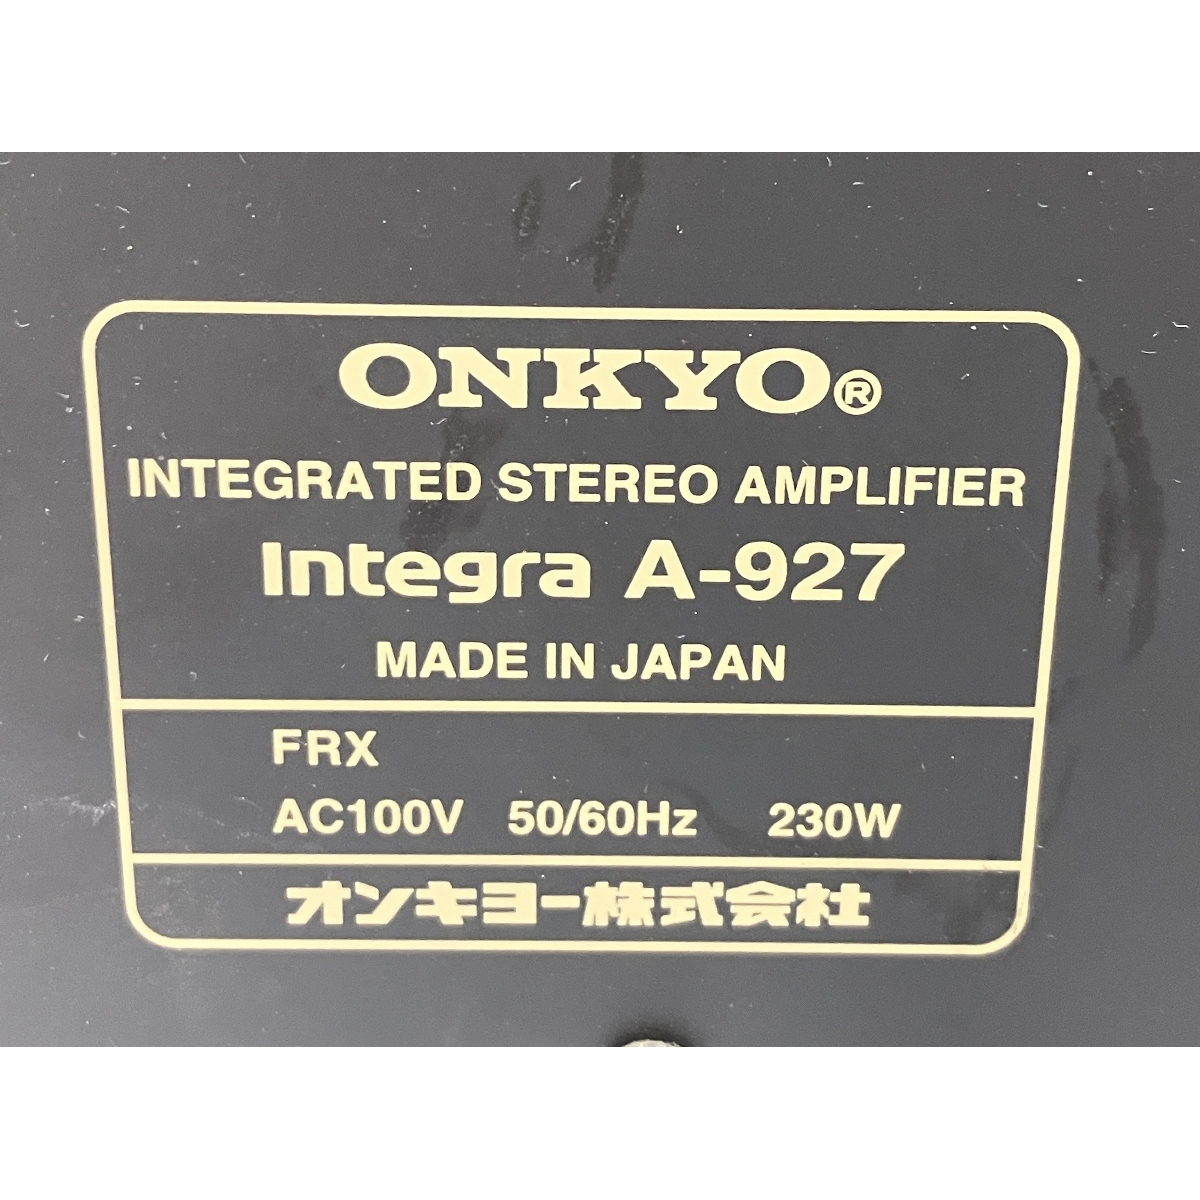 ONKYO®
INTEGRATED STEREO AMPLIFIER
Integra A-927
MADE IN JAPAN
FRX
AC100V 50/60Hz 230W
オンキヨー株式会社